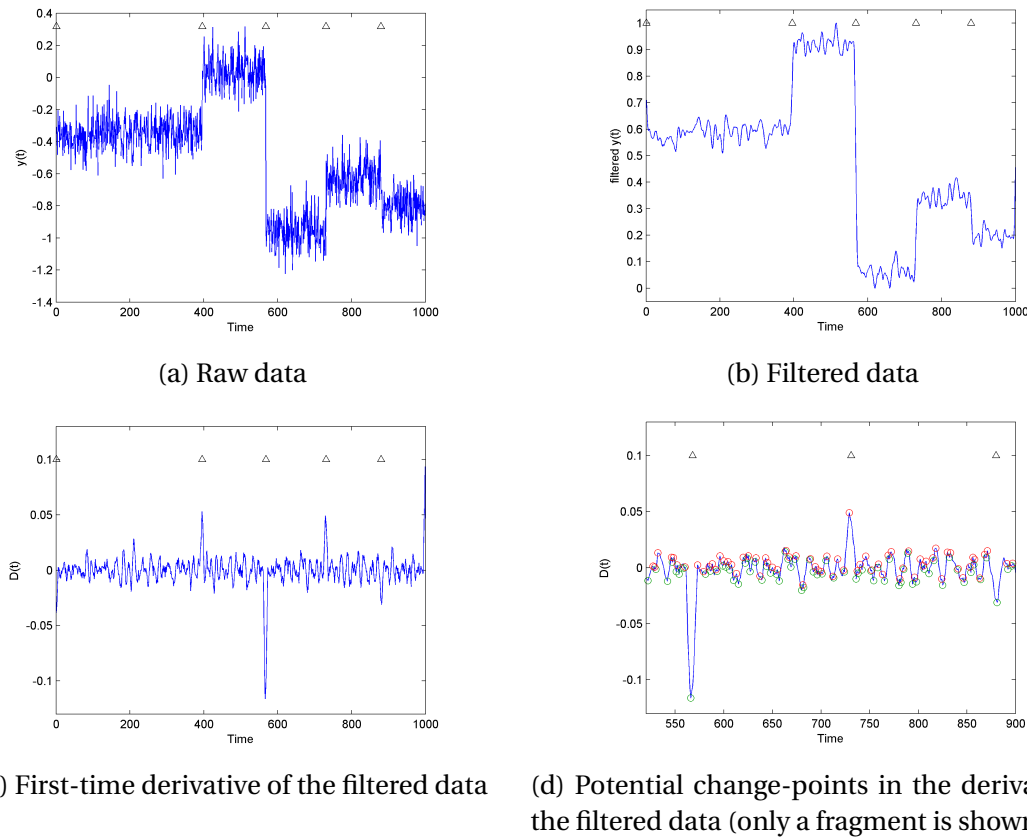 0.4
0.2
0
-0.2
-0.4
-0.6
-0.8
-1
-1.2
-1.4
y(t)
0 200 400 600 800 1000
Time
(a) Raw data
1
0.9
0.8
0.7
0.6
0.5
0.4
0.3
0.2
0.1
0
filtered y(t)
0 200 400 600 800 1000
Time
(b) Filtered data
0.1
0.05
0
-0.05
-0.1
D(t)
0 200 400 600 800 1000
Time
) First-time derivative of the filtered data
0.1
0.05
0
-0.05
-0.1
D(t)
550 600 650 700 750 800 850 900
Time
(d) Potential change-points in the deriva
the filtered data (only a fragment is shown